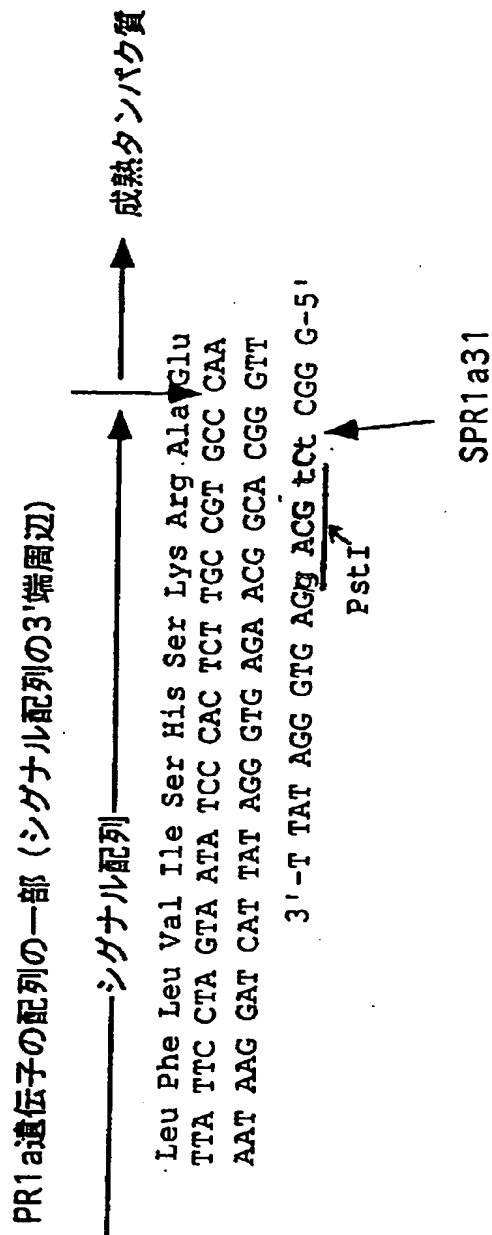 PR1a遺伝子の配列の一部（シグナル配列の3'端周辺）
シグナル配列
成熟タンパク質
Leu Phe Leu Val Ile Ser His Ser Lys Arg Ala Glu
TTA TTC CTA GTA ATA TCC CAC TCT TGC CGT GCC CAA
AAT AAG GAT CAT TAT AGG GTG AGA ACG GCA CGG GTT
3'-T TAT AGG GTG AGg ACG tCt CGG G-5'
PstI
SPR1a31